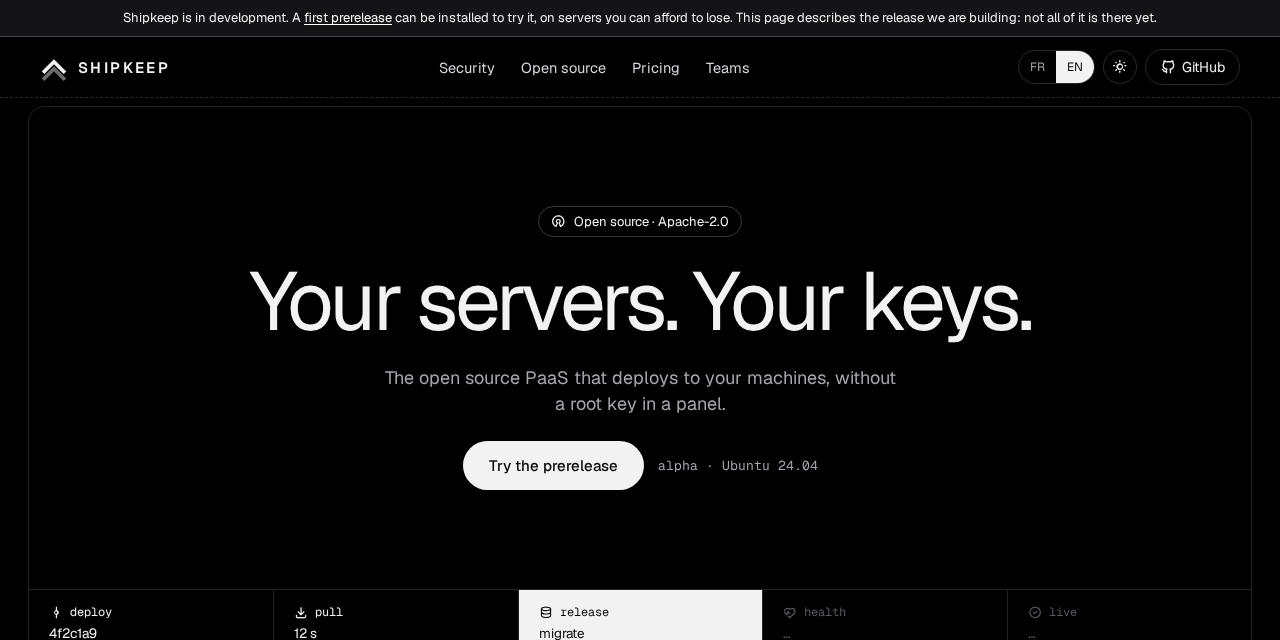 Shipkeep is in development. A first prerelease can be installed to try it, on servers you can afford to lose. This page describes the release we are building: not all of it is there yet.
SHIPKEEP
Security
Open source
Pricing
Teams
FR
EN
GitHub
Open source · Apache-2.0
Your servers. Your keys.
The open source PaaS that deploys to your machines, without
a root key in a panel.
Try the prerelease
alpha · Ubuntu 24.04
deploy
4f2c1a9
pull
12 s
release
migrate
health
…
live
…